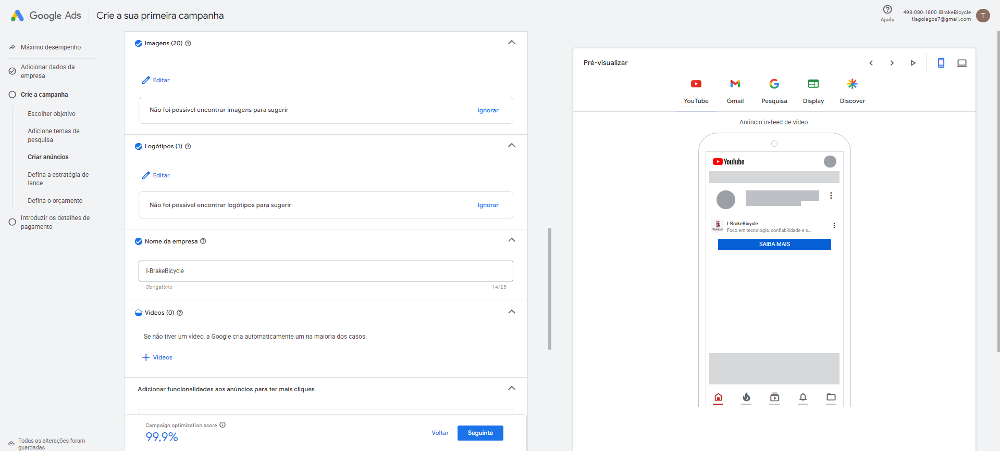 Google Ads
Crie a sua primeira campanha
Ajuda
498-080-1800 IBrakeBicycle
tiagolagos7@gmail.com
T
Máximo desempenho
Adicionar dados da
empresa
Crie a campanha
Escolher objetivo
Adicione temas de
pesquisa
Criar anúncios
Defina a estratégia de
lance
Defina o orçamento
Introduzir os detalhes de
pagamento
Todas as alterações foram
guardadas
Imagens (20)
Editar
Não foi possível encontrar imagens para sugerir
Ignorar
Logótipos (1)
Editar
Não foi possível encontrar logótipos para sugerir
Ignorar
Nome da empresa
I-BrakeBicycle
Obrigatório
14/25
Vídeos (0)
Se não tiver um vídeo, a Google cria automaticamente um na maioria dos casos.
Vídeos
Adicionar funcionalidades aos anúncios para ter mais cliques
Campaign optimization score
99,9%
Voltar
Seguinte
Pré-visualizar
YouTube
Gmail
Pesquisa
Display
Discover
Anúncio in-feed de vídeo
YouTube
I-BrakeBicycle
Foco em tecnologia, confiabilidade e s...
SAIBA MAIS